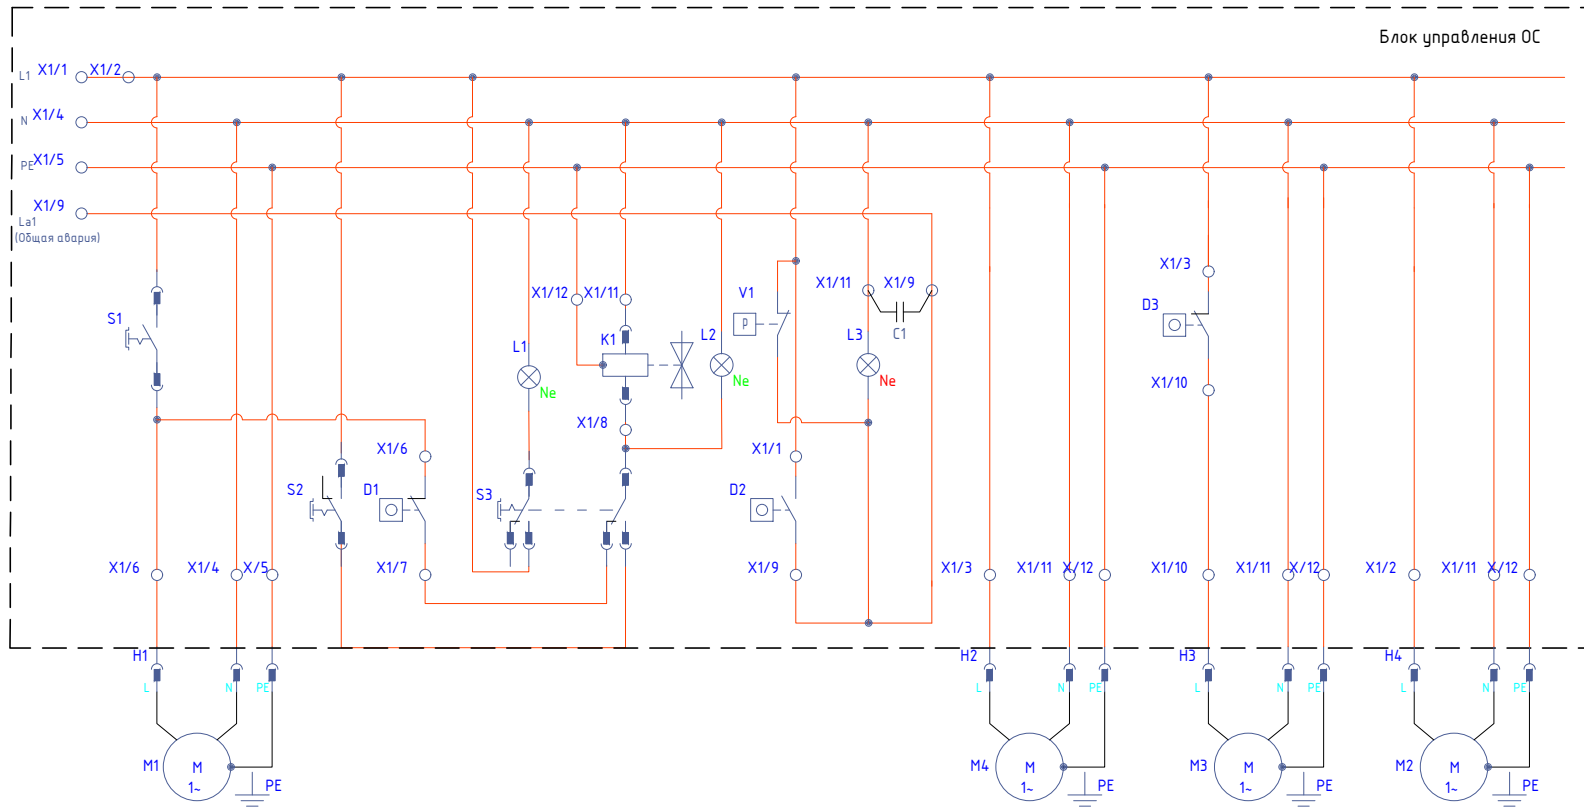 Блок управления ОС
L1 X1/1 X1/2
N X1/4
PE X1/5
X1/9
La1
(Общая авария)
X1/3
X1/12 X1/11 V1 X1/11 X1/9
D3
S1 P
K1 L2 L3 C1
L1
Ne Ne Ne
X1/10
X1/8
X1/6 X1/1
S2 D1 S3 D2
X1/6 X1/4 X/5 X1/7 X1/9 X1/3 X1/11 X/12 X1/10 X1/11 X/12 X1/2 X1/11 X/12
H1 H2 H3 H4
L N PE L N PE L N PE L N PE
M1 M M4 M M3 M M2 M
1~ PE 1~ PE 1~ PE 1~ PE